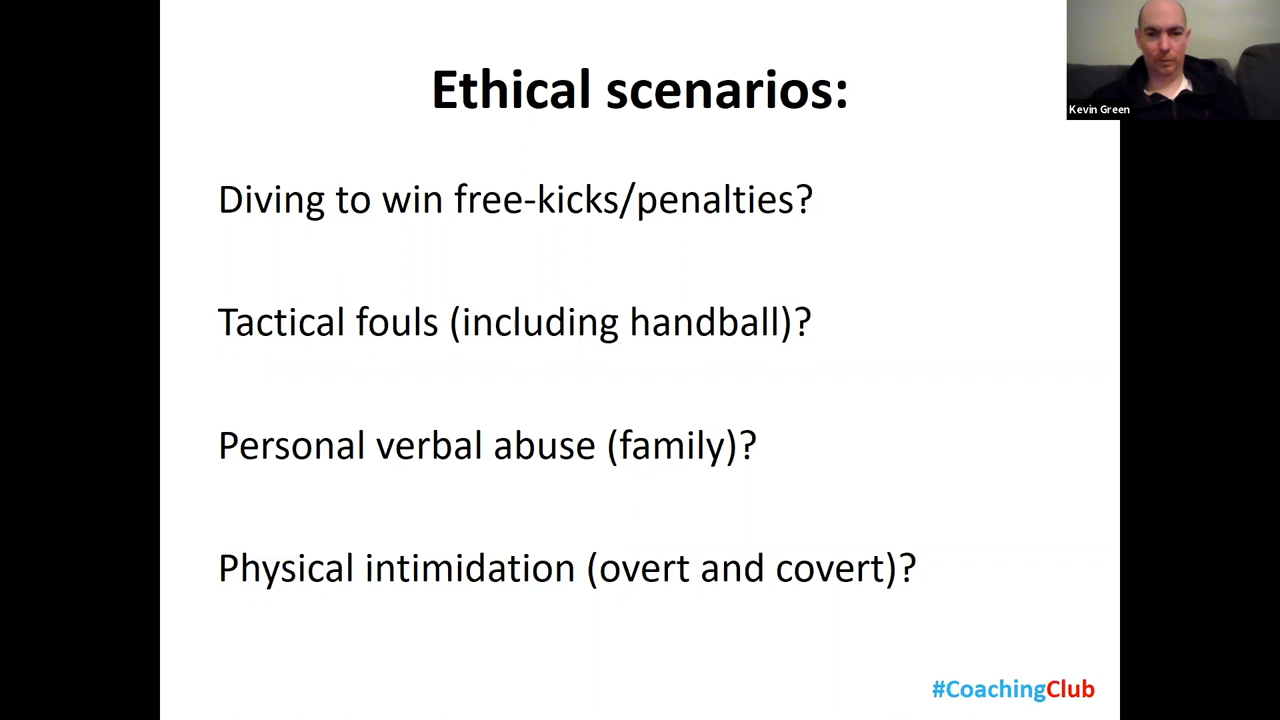 Ethical scenarios:
Kevin Green
Diving to win free-kicks/penalties?
Tactical fouls (including handball)?
Personal verbal abuse (family)?
Physical intimidation (overt and covert)?
#CoachingClub